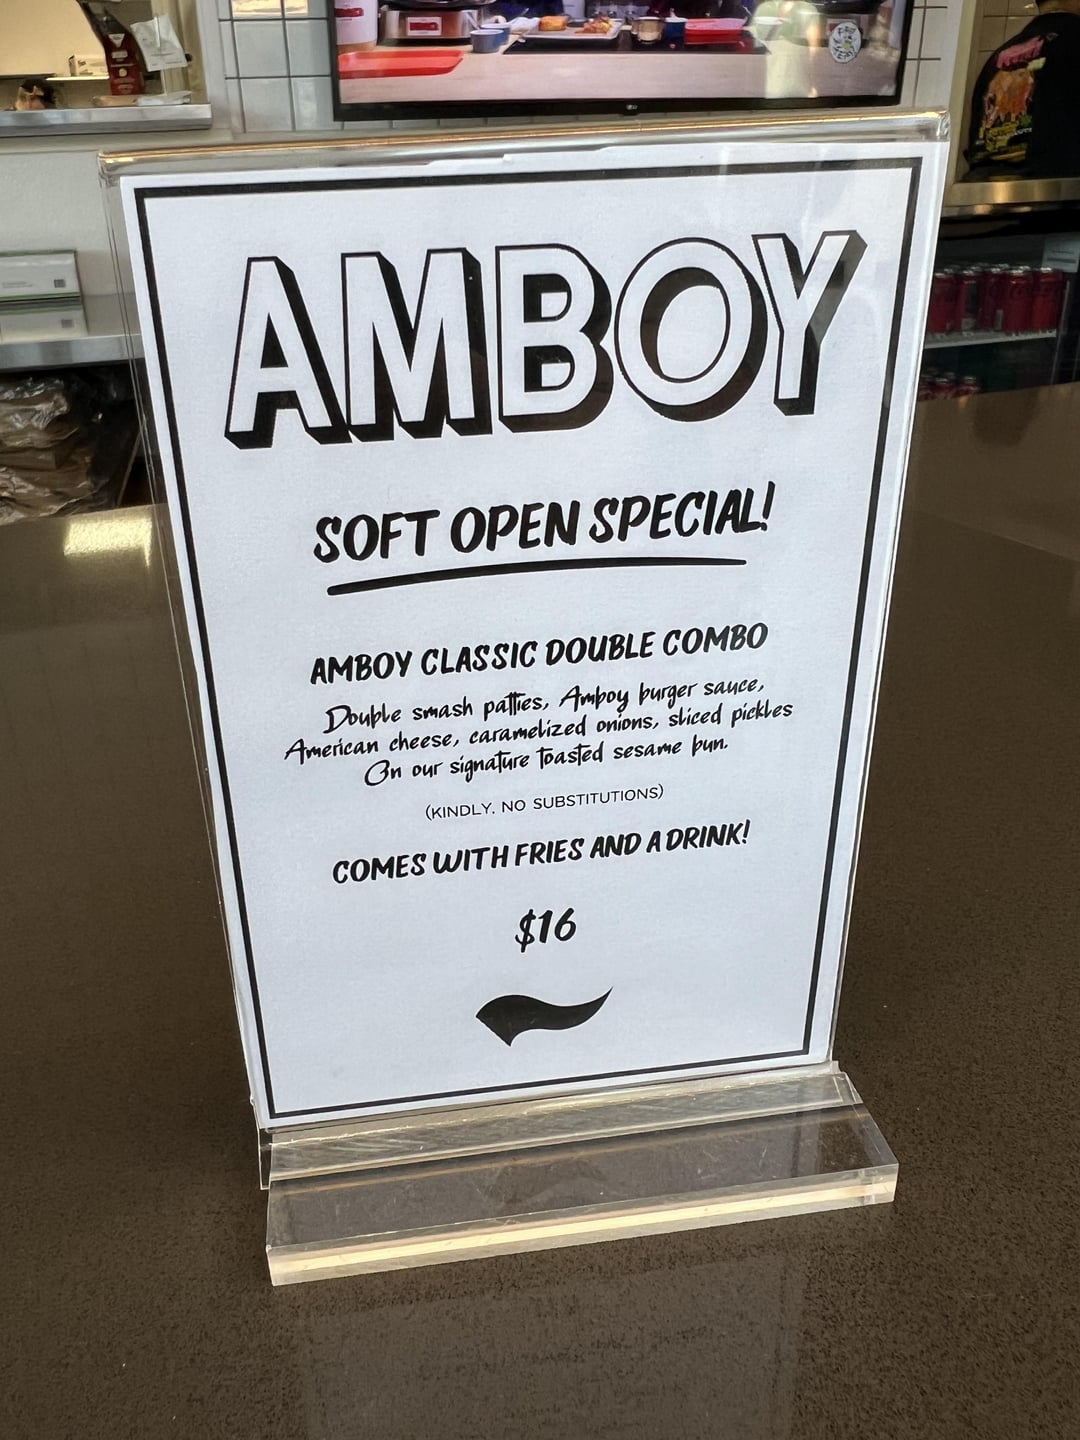 AMBOY
SOFT OPEN SPECIAL!
AMBOY CLASSIC DOUBLE COMBO
Double smash patties, Amboy burger sauce,
American cheese, caramelized onions, sliced pickles
On our signature toasted sesame bun.
(KINDLY, NO SUBSTITUTIONS)
COMES WITH FRIES AND A DRINK!
$16